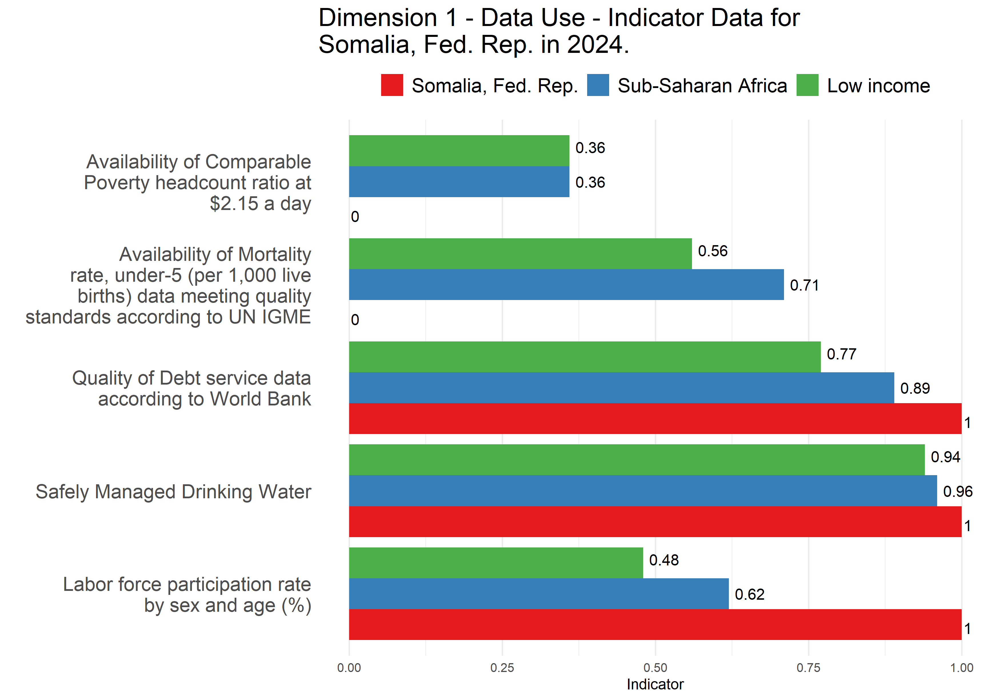 Dimension 1 - Data Use - Indicator Data for
Somalia, Fed. Rep. in 2024.
Somalia, Fed. Rep.
Sub-Saharan Africa
Low income
Availability of Comparable
Poverty headcount ratio at
$2.15 a day
0.36
0.36
0
Availability of Mortality
rate, under-5 (per 1,000 live
births) data meeting quality
standards according to UN IGME
0.56
0.71
0
Quality of Debt service data
according to World Bank
0.77
0.89
1
Safely Managed Drinking Water
0.94
0.96
1
Labor force participation rate
by sex and age (%)
0.48
0.62
1
0.00
0.25
0.50
0.75
1.00
Indicator